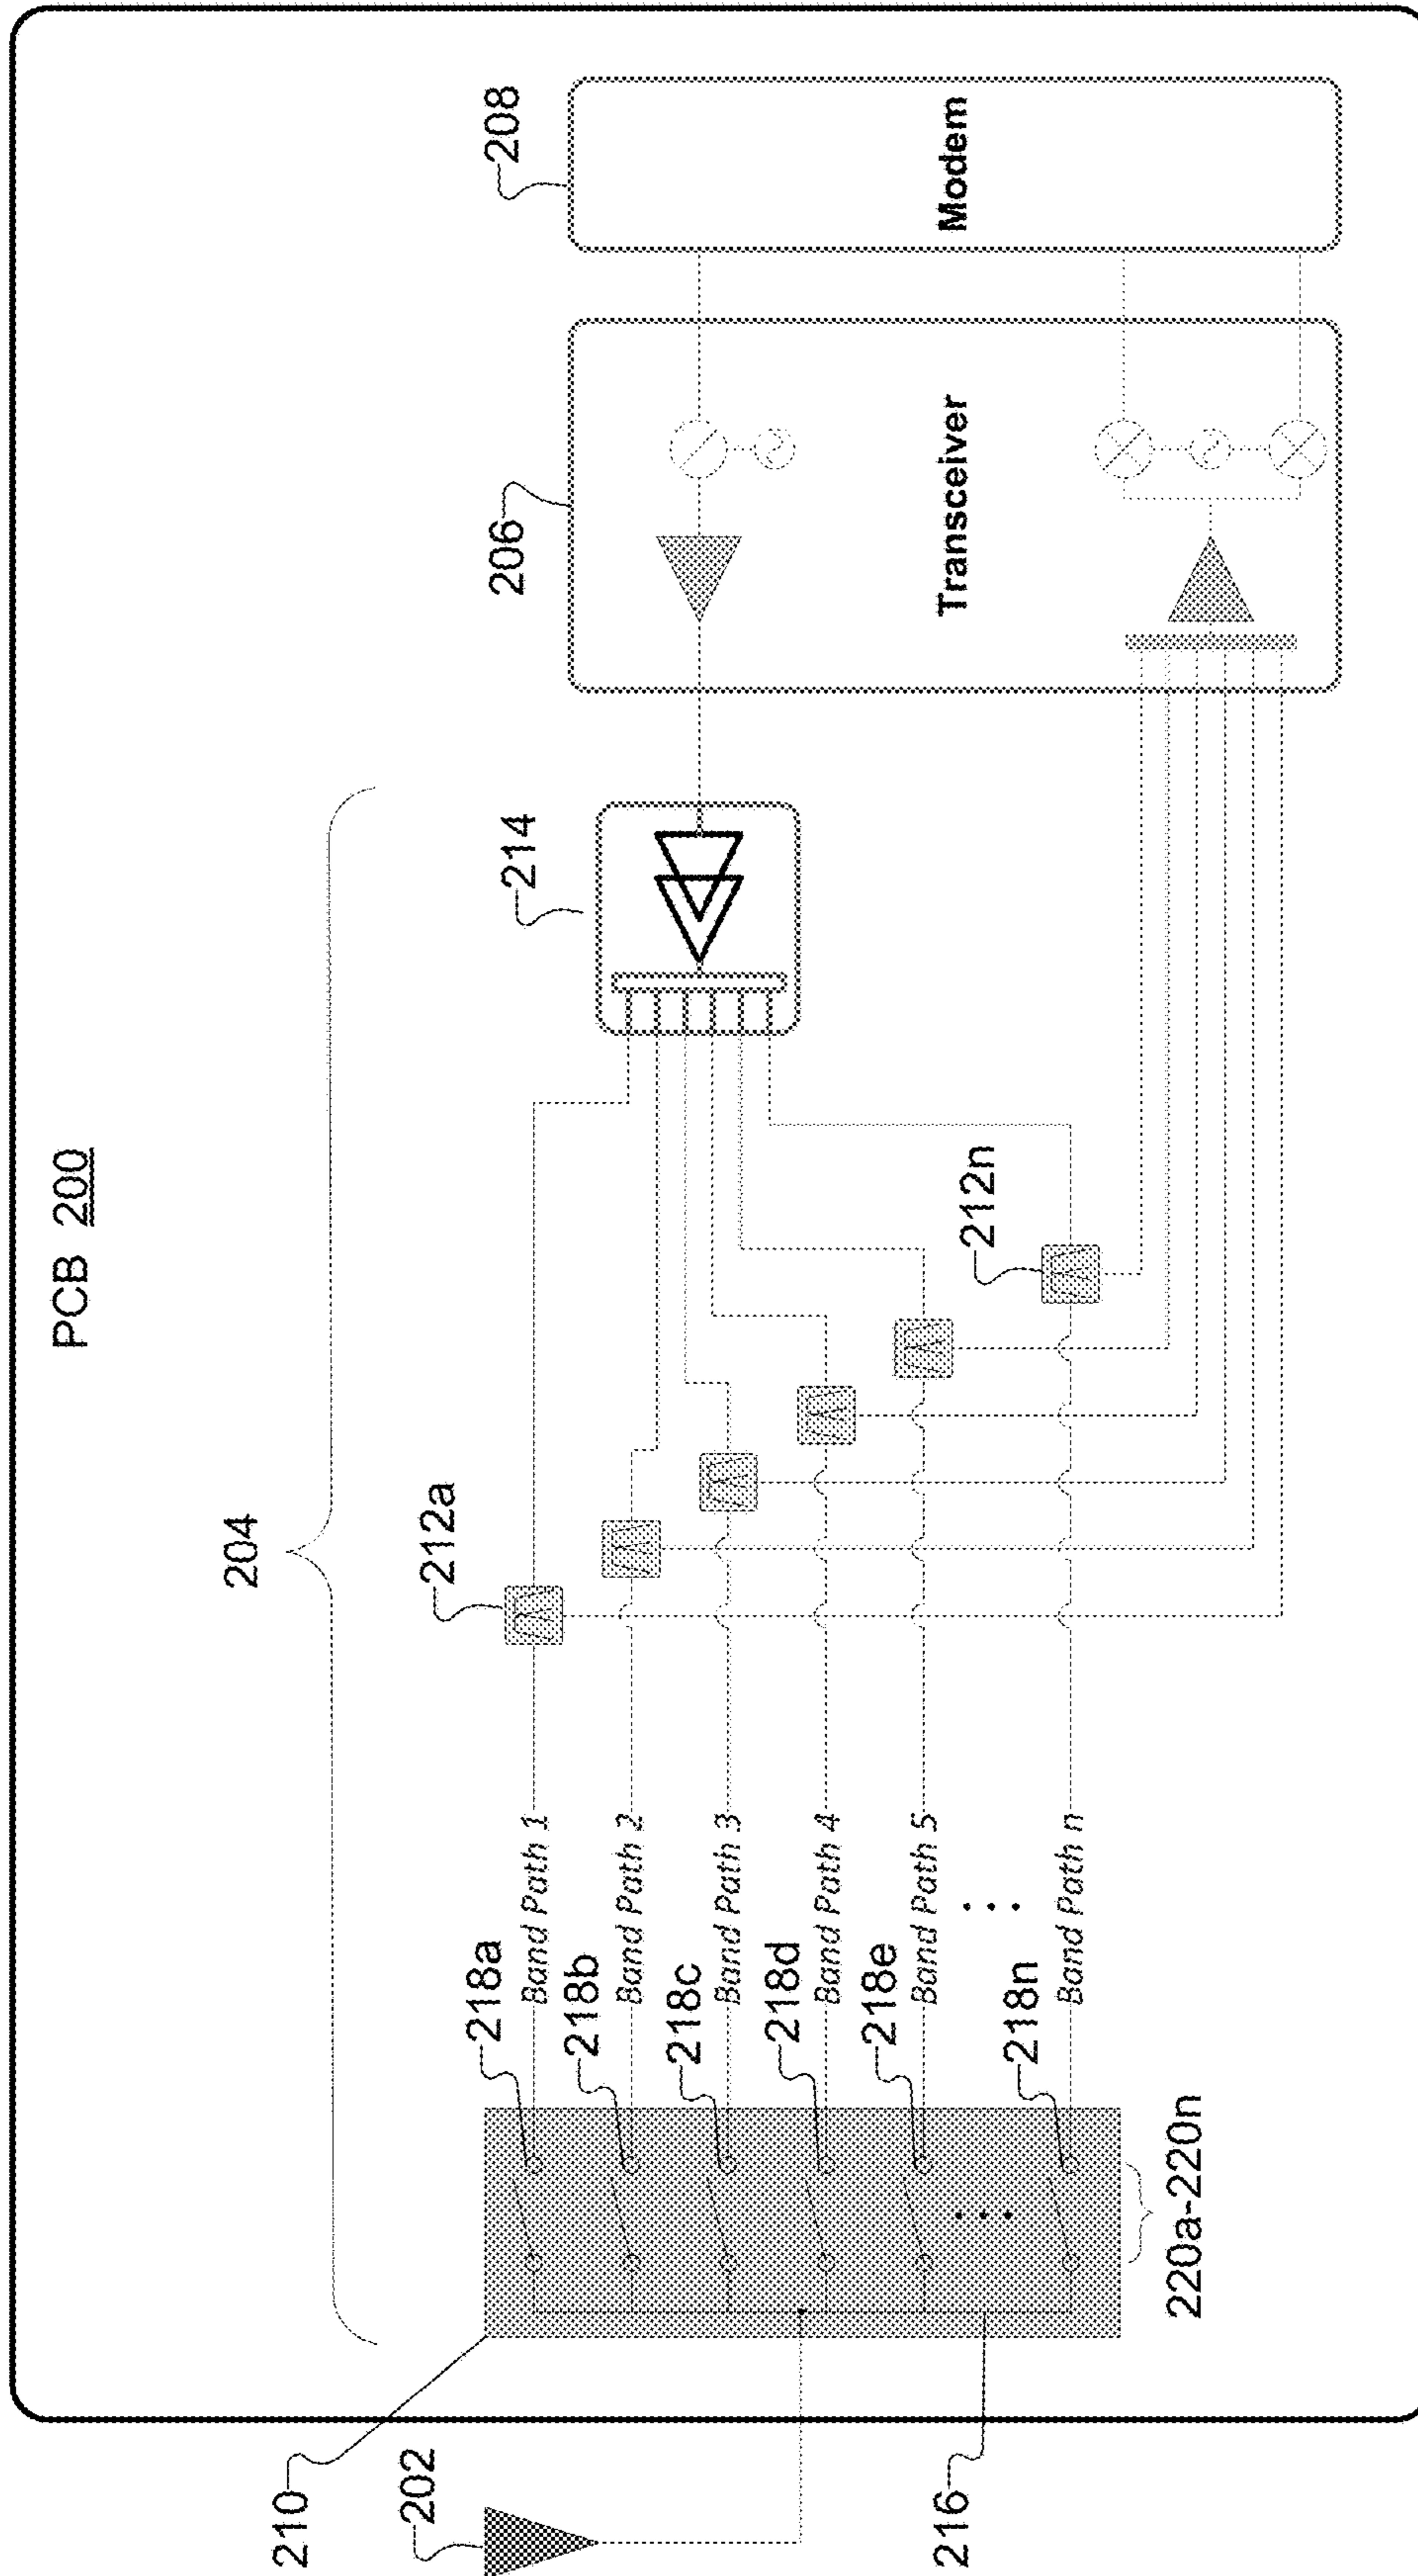 PCB 200
204
208
206
214
212a
212n
Modem
Transceiver
210
202
216
218a
218b
218c
218d
218e
218n
Band Path 1
Band Path 2
Band Path 3
Band Path 4
Band Path 5
Band Path n
220a-220n